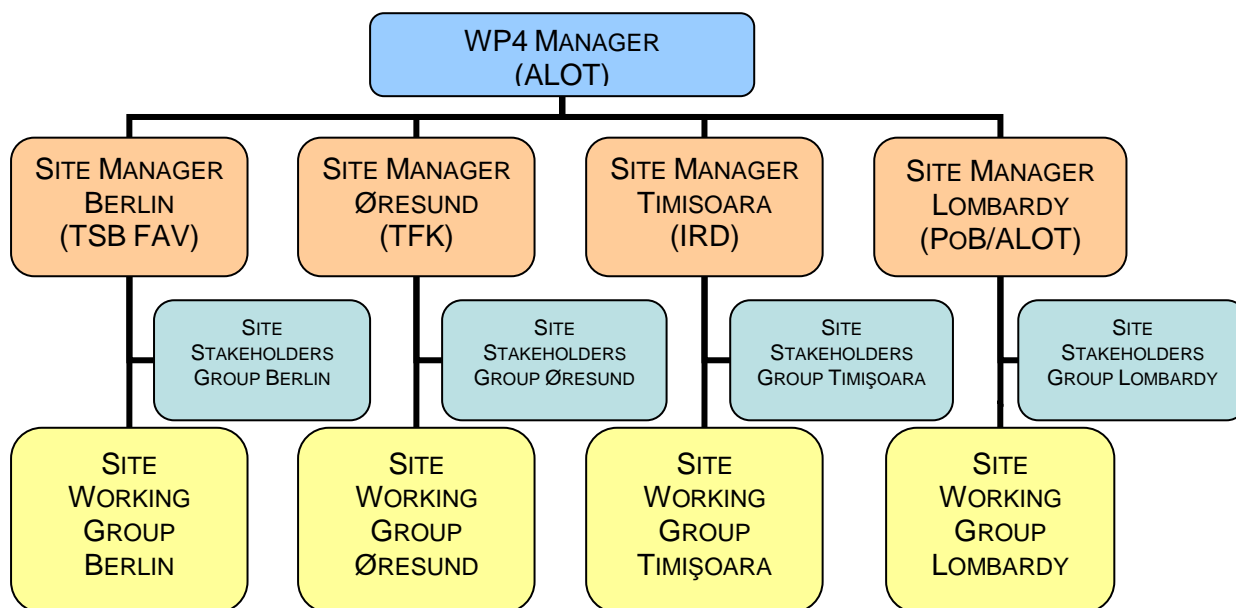 WP4 MANAGER
(ALOT)
SITE MANAGER
BERLIN
(TSB FAV)
SITE MANAGER
ØRESUND
(TFK)
SITE MANAGER
TIMISOARA
(IRD)
SITE MANAGER
LOMBARDY
(POB/ALOT)
SITE
STAKEHOLDERS
GROUP BERLIN
SITE
STAKEHOLDERS
GROUP ØRESUND
SITE
STAKEHOLDERS
GROUP TIMIŞOARA
SITE
STAKEHOLDERS
GROUP LOMBARDY
SITE
WORKING
GROUP
BERLIN
SITE
WORKING
GROUP
ØRESUND
SITE
WORKING
GROUP
TIMIŞOARA
SITE
WORKING
GROUP
LOMBARDY